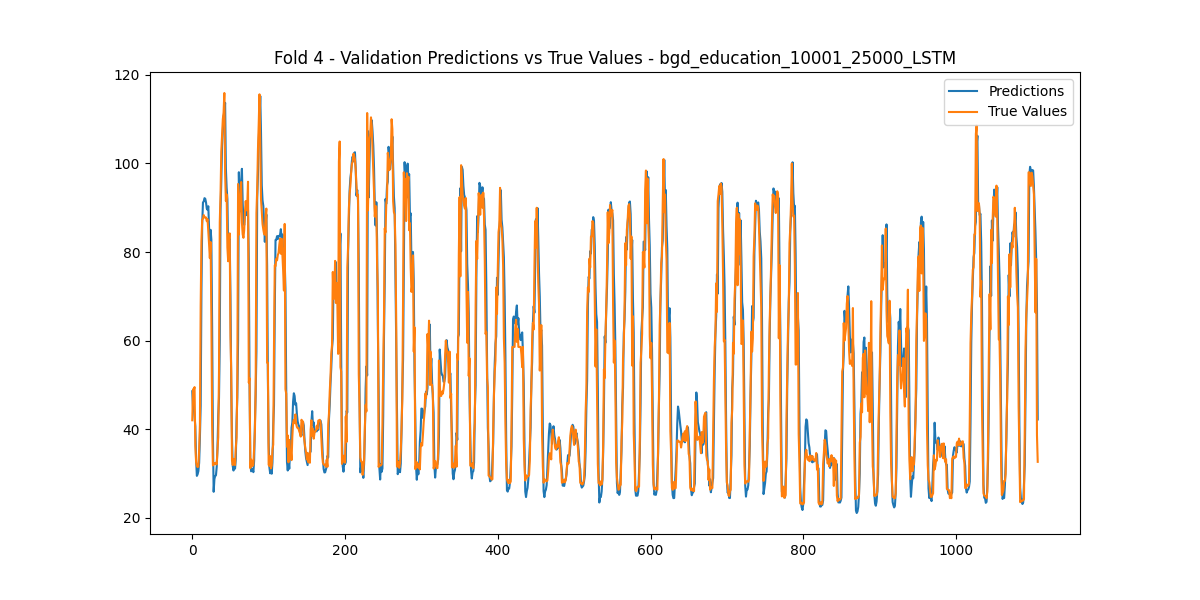 Fold 4 - Validation Predictions vs True Values - bgd_education_10001_25000_LSTM
Predictions
True Values
120
100
80
60
40
20
0 200 400 600 800 1000